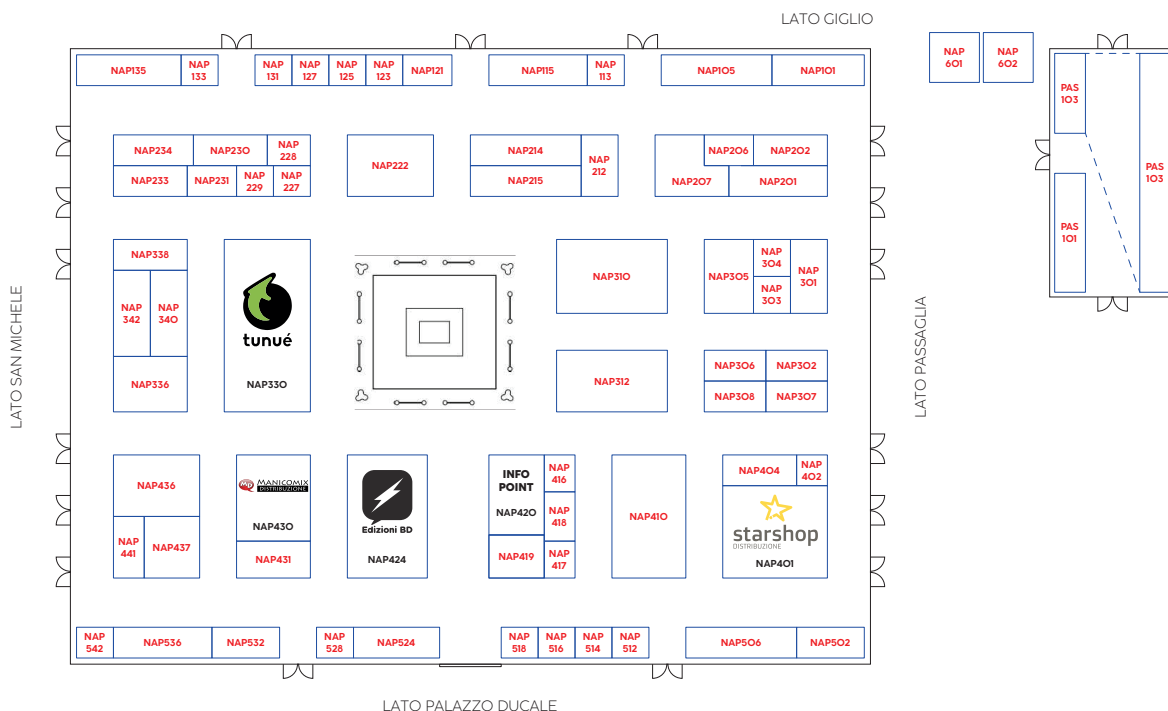 LATO GIGLIO
NAP135
NAP
133
NAP
131
NAP
127
NAP
125
NAP
123
NAP121
NAP115
NAP
113
NAP105
NAP101
NAP
601
NAP
602
PAS
103
PAS
103
PAS
101
NAP234
NAP230
NAP
228
NAP233
NAP231
NAP
229
NAP
227
NAP222
NAP214
NAP215
NAP
212
NAP206
NAP202
NAP207
NAP201
LATO SAN MICHELE
NAP338
NAP
342
NAP
340
NAP336
tunué
NAP330
NAP310
NAP312
NAP305
NAP
304
NAP
303
NAP
301
NAP306
NAP302
NAP308
NAP307
LATO PASSAGLIA
NAP436
NAP
441
NAP437
MD MANICOMIX
DISTRIBUZIONE
NAP430
NAP431
Edizioni BD
NAP424
INFO
POINT
NAP420
NAP
416
NAP
418
NAP419
NAP
417
NAP410
NAP404
NAP
402
starshop
DISTRIBUZIONE
NAP401
NAP
542
NAP536
NAP532
NAP
528
NAP524
NAP
518
NAP
516
NAP
514
NAP
512
NAP506
NAP502
LATO PALAZZO DUCALE